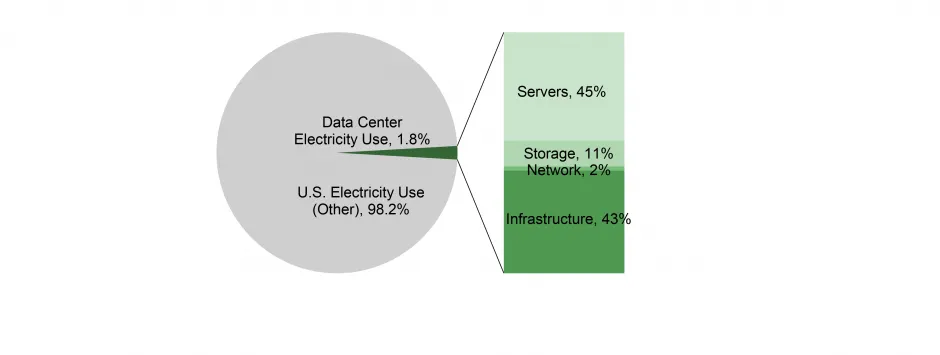 Data Center
Electricity Use, 1.8%
U.S. Electricity Use
(Other), 98.2%
Servers, 45%
Storage, 11%
Network, 2%
Infrastructure, 43%